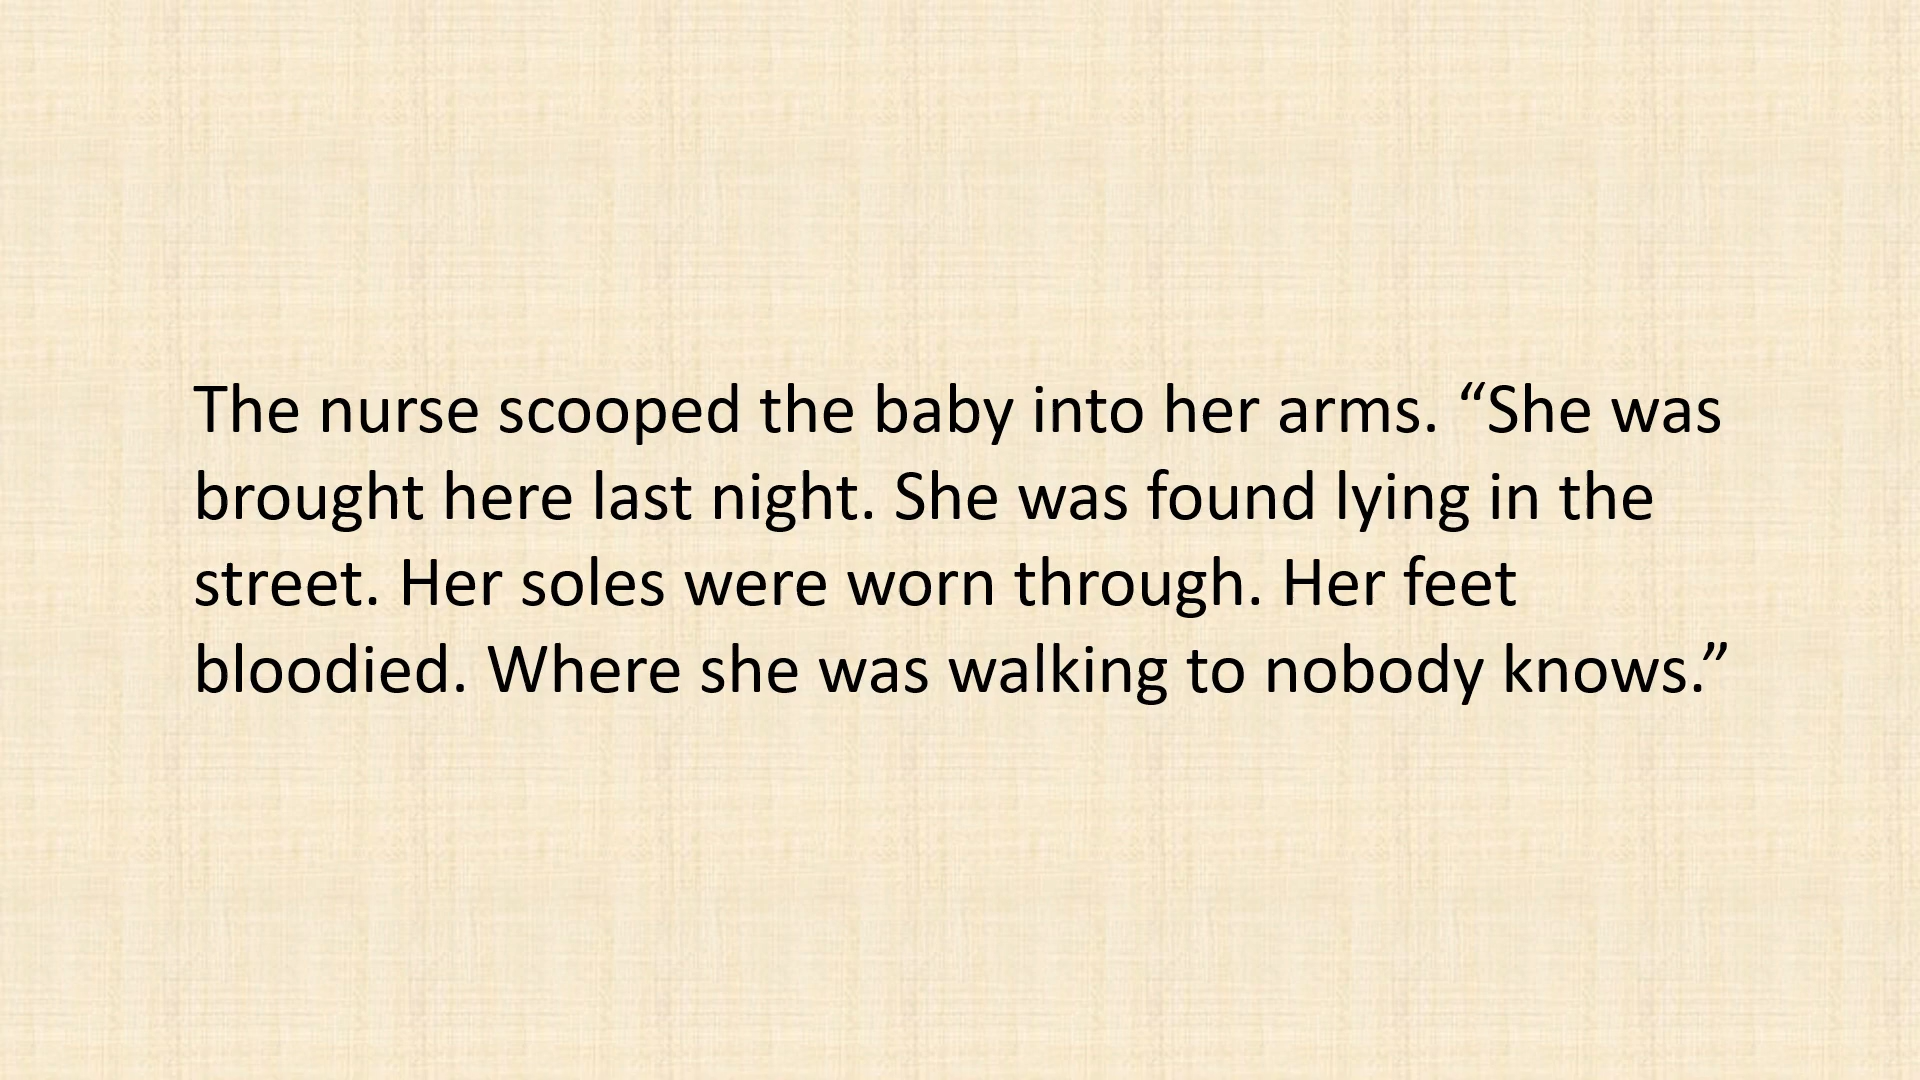 The nurse scooped the baby into her arms. “She was
brought here last night. She was found lying in the
street. Her soles were worn through. Her feet
bloodied. Where she was walking to nobody knows.”